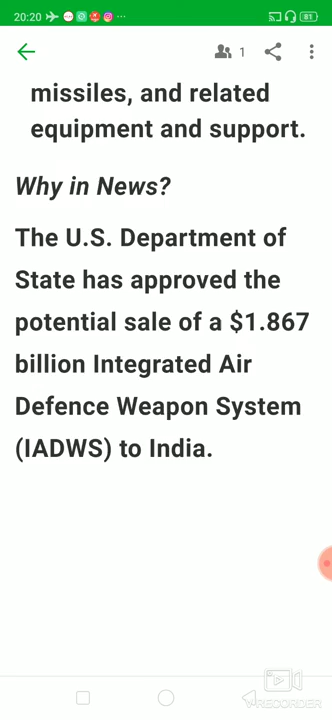 20:20
81
1
missiles, and related
equipment and support.
Why in News?
The U.S. Department of
State has approved the
potential sale of a $1.867
billion Integrated Air
Defence Weapon System
(IADWS) to India.
RECORDER